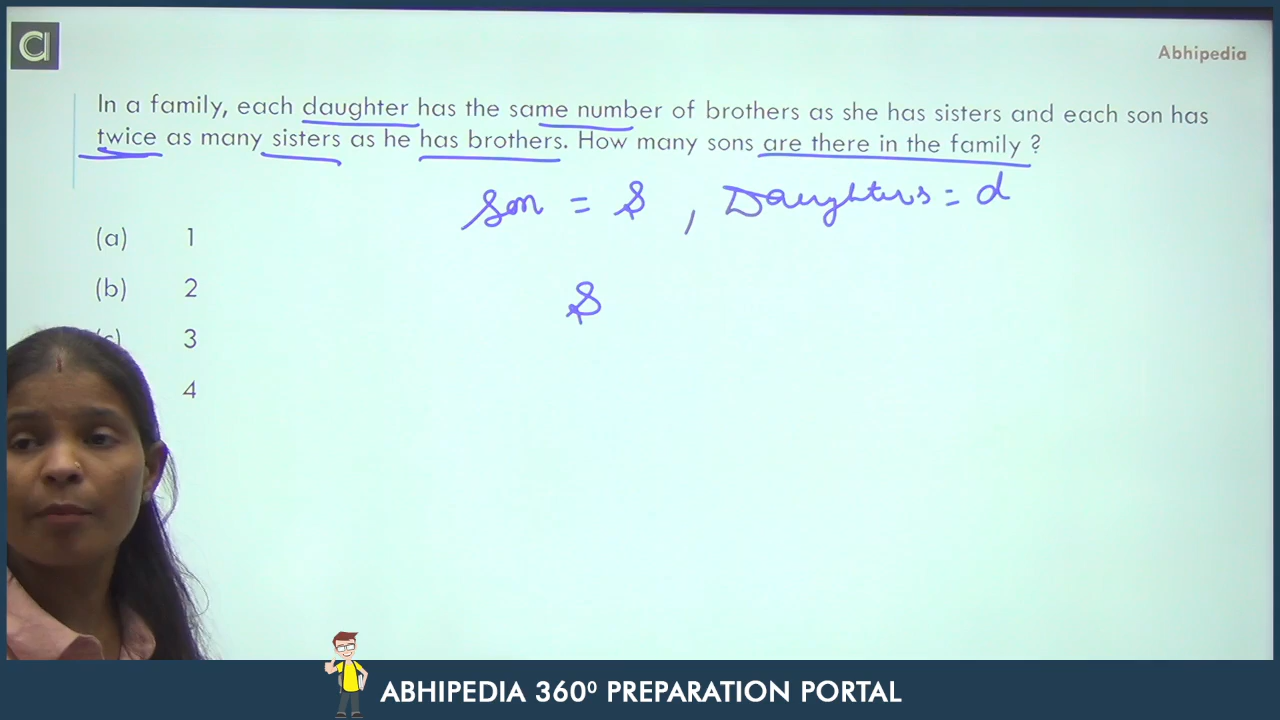 Abhipedia
In a family, each daughter has the same number of brothers as she has sisters and each son has
twice as many sisters as he has brothers. How many sons are there in the family ?
Son = S , Daughters = d
(a) 1
S
(b) 2
(c) 3
4
ABHIPEDIA 360⁰ PREPARATION PORTAL